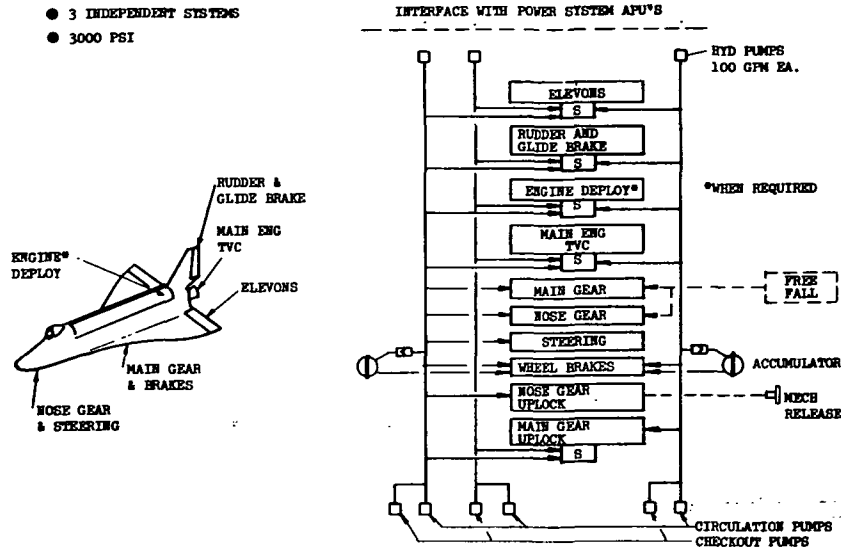 ● 3 INDEPENDENT SYSTEMS
● 3000 PSI
INTERFACE WITH POWER SYSTEM APU'S
HYD PUMPS
100 GPM EA.
ELEVONS
S
RUDDER AND
GLIDE BRAKE
S
ENGINE DEPLOY*
S
*WHEN REQUIRED
MAIN ENG
TVC
S
MAIN GEAR
FREE
FALL
NOSE GEAR
STEERING
WHEEL BRAKES
ACCUMULATOR
NOSE GEAR
UPLOCK
MECH
RELEASE
MAIN GEAR
UPLOCK
S
CIRCULATION PUMPS
CHECKOUT PUMPS
RUDDER &
GLIDE BRAKE
MAIN ENG
TVC
ENGINE*
DEPLOY
ELEVONS
MAIN GEAR
& BRAKES
NOSE GEAR
& STEERING